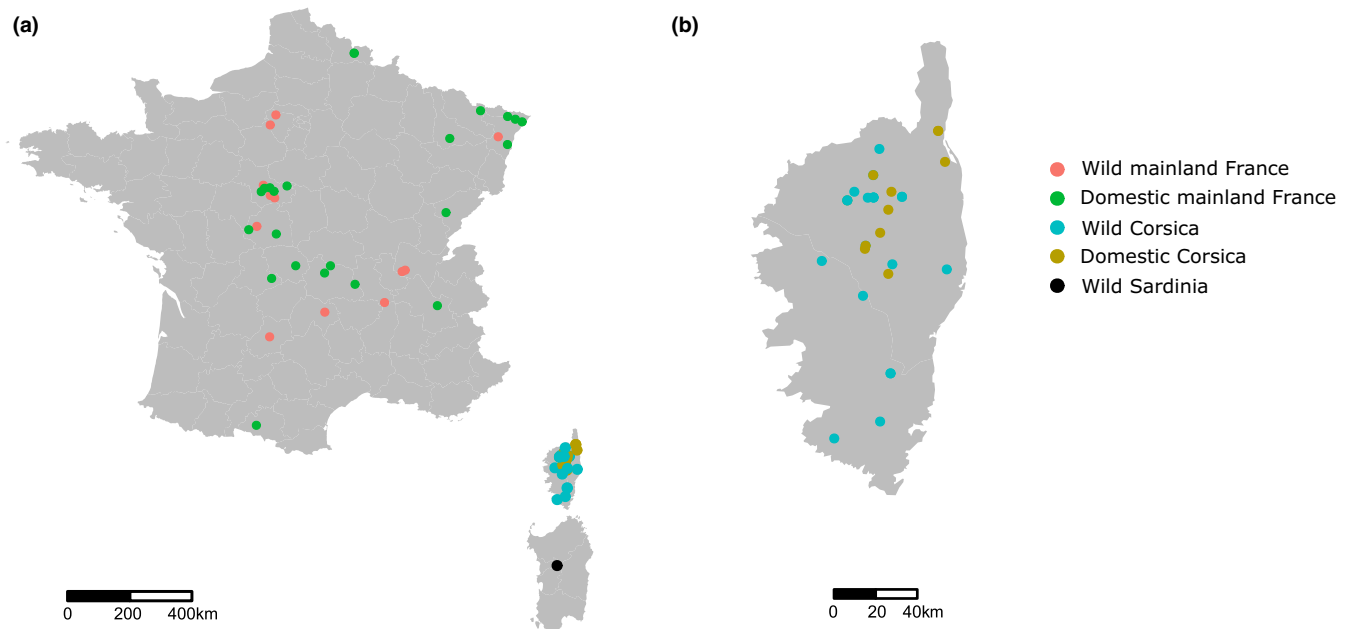 (a)
(b)
Wild mainland France
Domestic mainland France
Wild Corsica
Domestic Corsica
Wild Sardinia
0 200 400km
0 20 40km